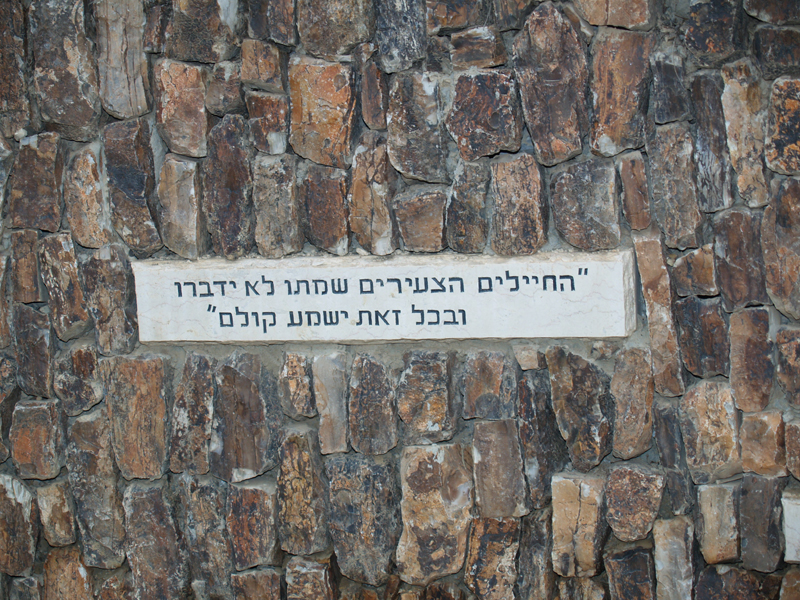 "החיילים הצעירים שמתו לא ידברו
ובכל זאת ישמע קולם"